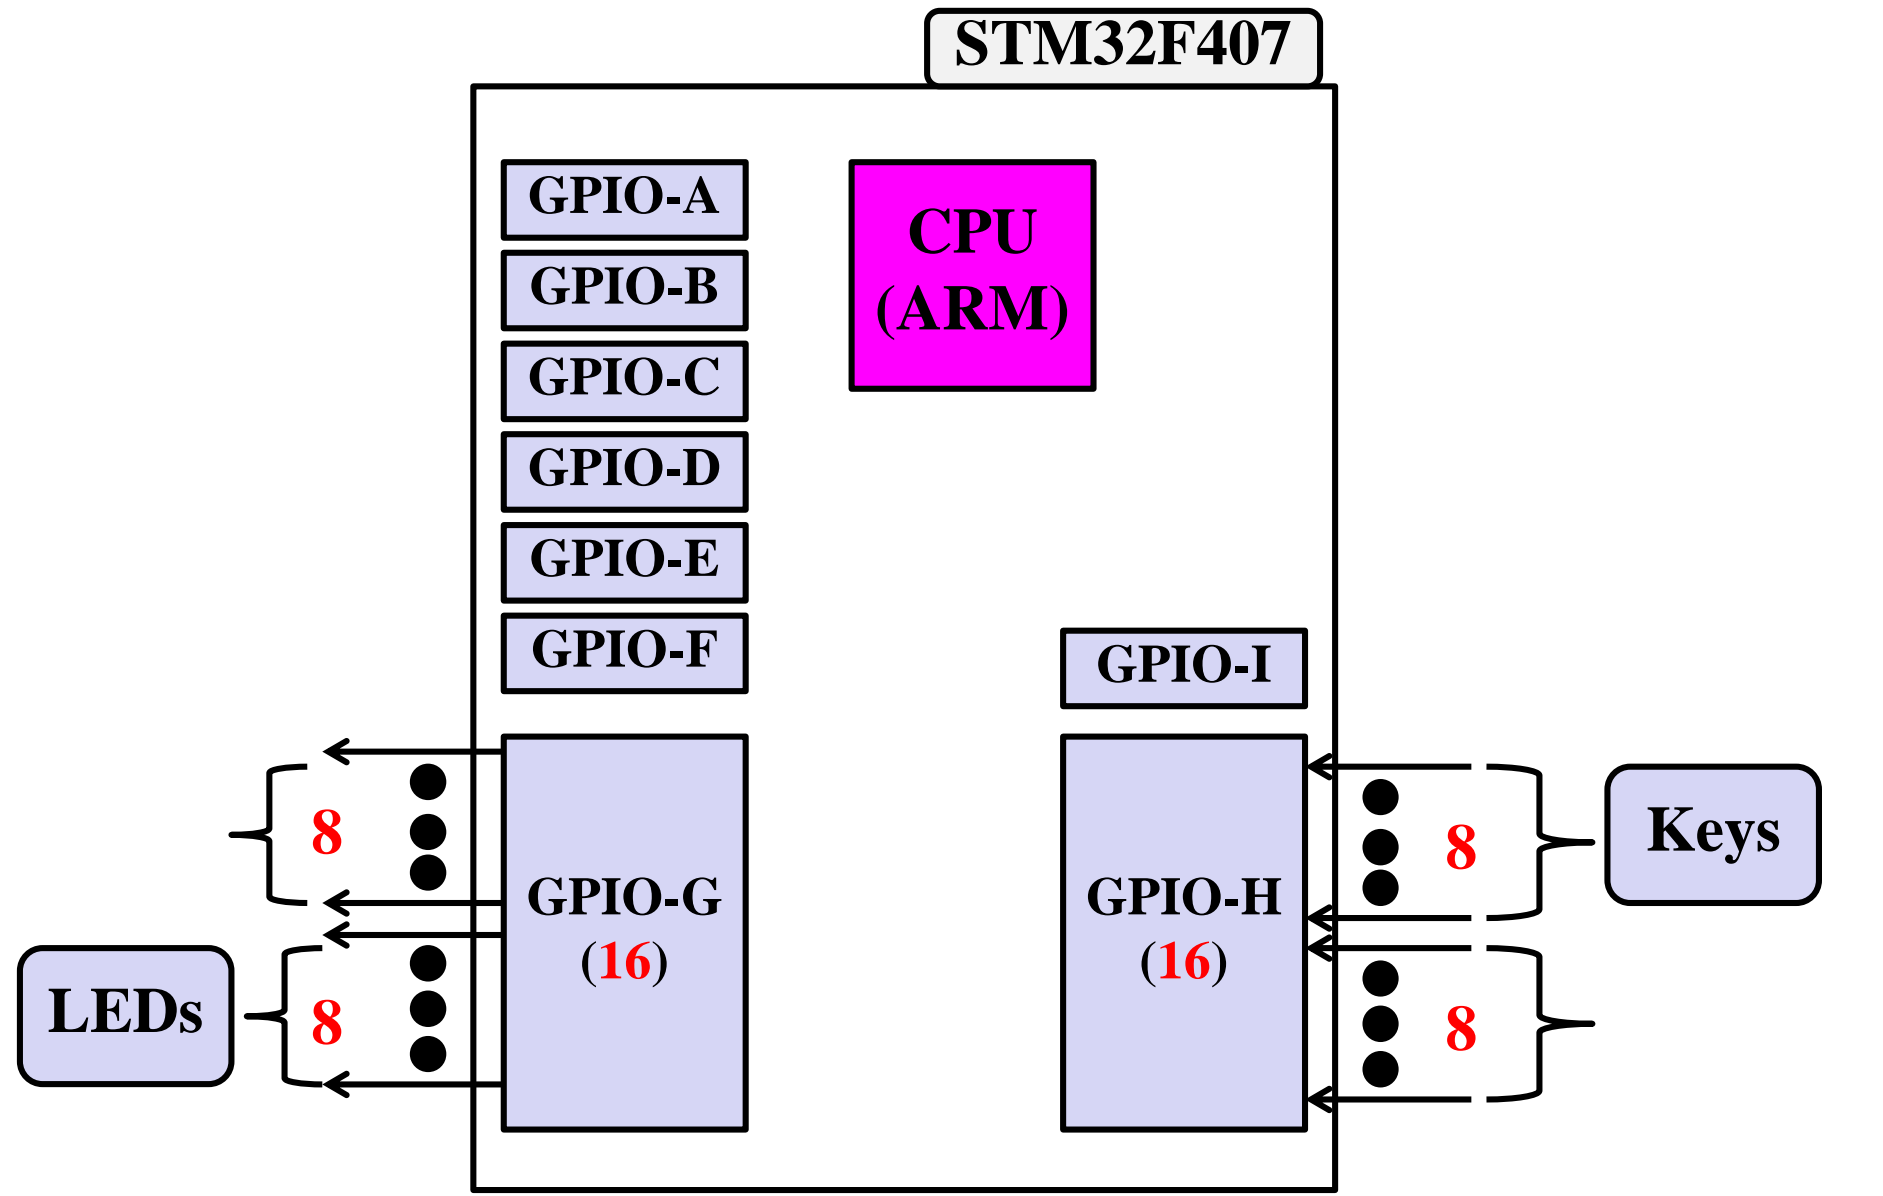 STM32F407
GPIO-A
CPU
(ARM)
GPIO-B
GPIO-C
GPIO-D
GPIO-E
GPIO-F
GPIO-I
8
GPIO-G
(16)
LEDs
8
GPIO-H
(16)
8
Keys
8